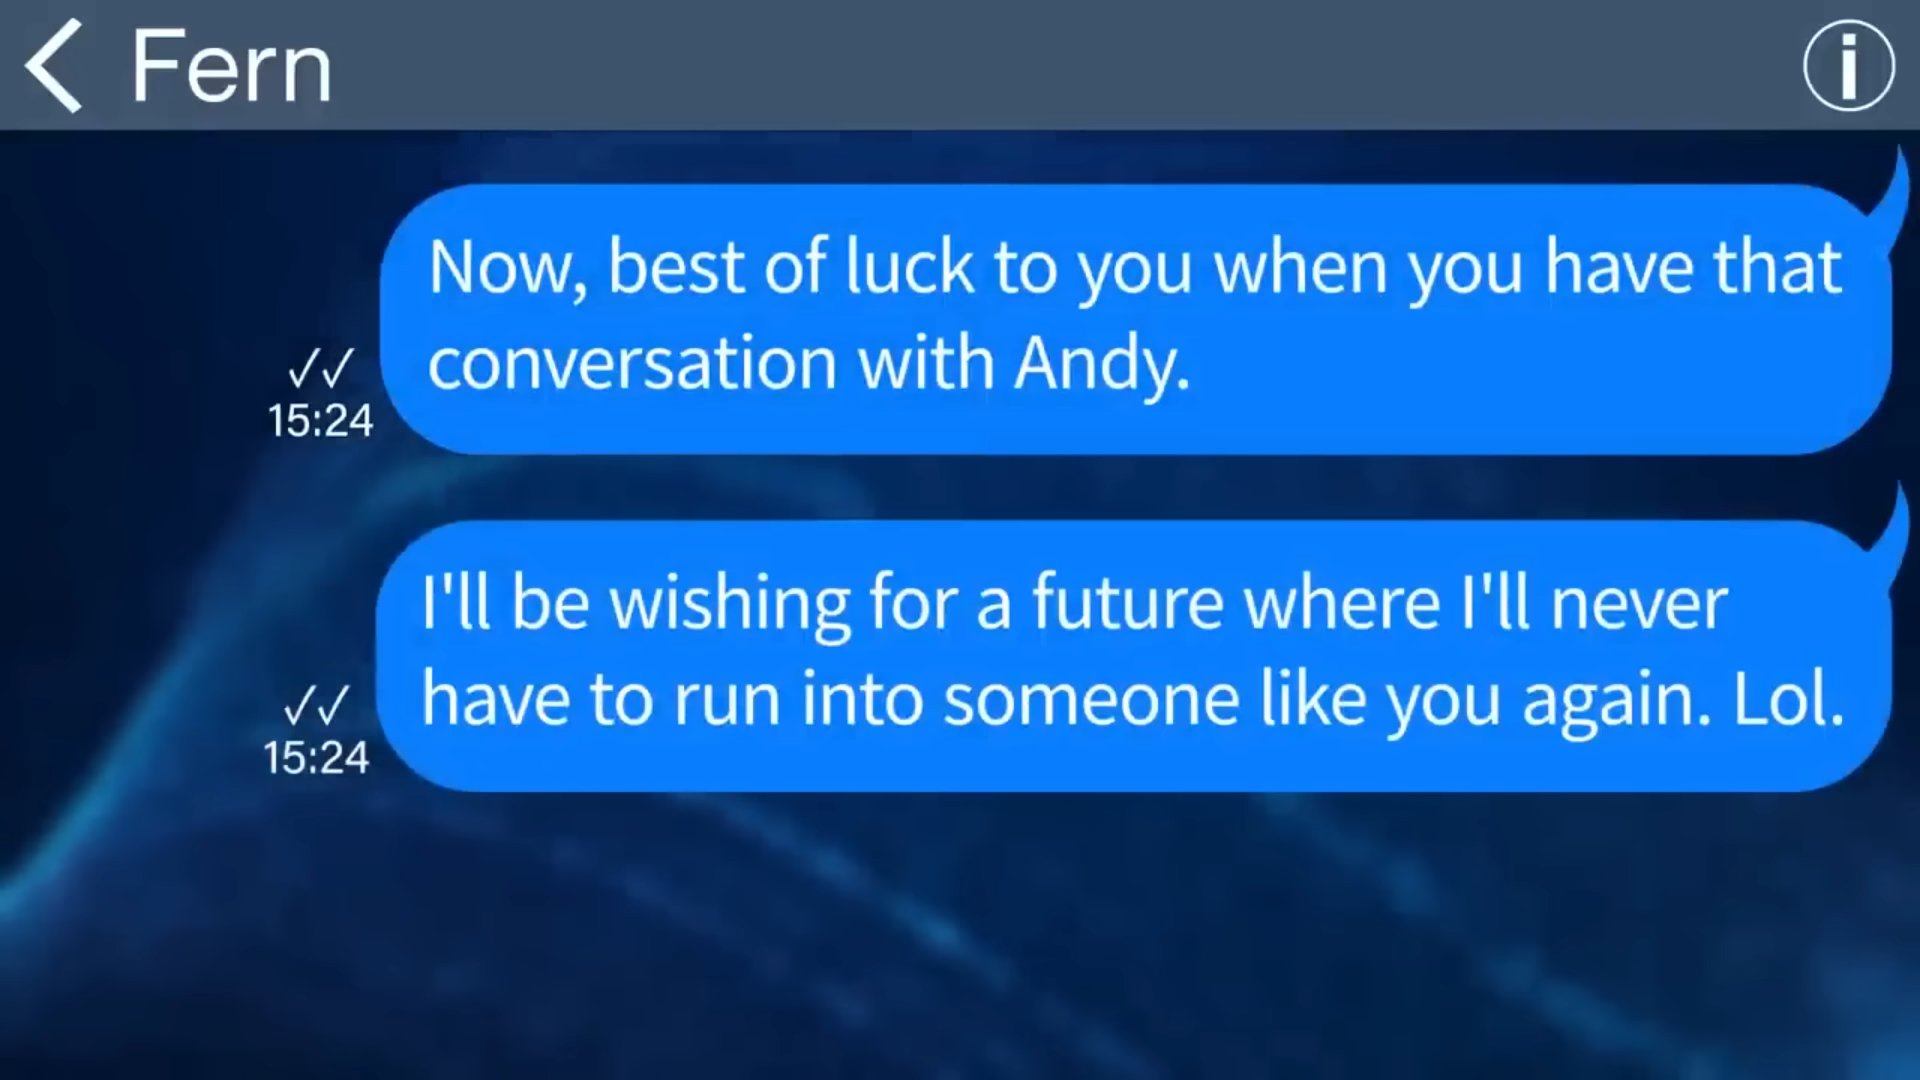 Fern
Now, best of luck to you when you have that
conversation with Andy.
✓✓
15:24
I'll be wishing for a future where I'll never
have to run into someone like you again. Lol.
✓✓
15:24